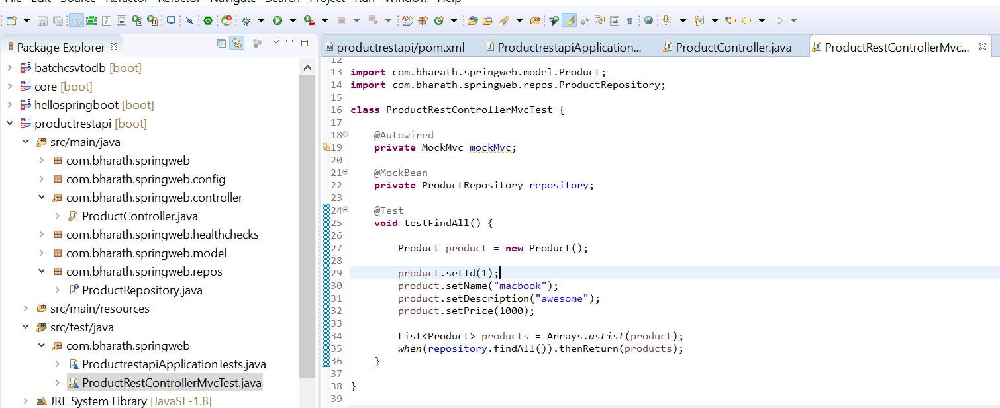 File Edit Source Refactor Refactor Navigate Search Project Run Window Help
Package Explorer
batchcsvtodb [boot]
core [boot]
hellospringboot [boot]
productrestapi [boot]
src/main/java
com.bharath.springweb
com.bharath.springweb.config
com.bharath.springweb.controller
ProductController.java
com.bharath.springweb.healthchecks
com.bharath.springweb.model
com.bharath.springweb.repos
ProductRepository.java
src/main/resources
src/test/java
com.bharath.springweb
ProductrestapiApplicationTests.java
ProductRestControllerMvcTest.java
JRE System Library [JavaSE-1.8]
productrestapi/pom.xml ProductrestapiApplication... ProductController.java ProductRestControllerMvc...
12
13 import com.bharath.springweb.model.Product;
14 import com.bharath.springweb.repos.ProductRepository;
15
16 class ProductRestControllerMvcTest {
17
18 @Autowired
19 private MockMvc mockMvc;
20
21 @MockBean
22 private ProductRepository repository;
23
24 @Test
25 void testFindAll() {
26
27 Product product = new Product();
28
29 product.setId(1);
30 product.setName("macbook");
31 product.setDescription("awesome");
32 product.setPrice(1000);
33
34 List<Product> products = Arrays.asList(product);
35 when(repository.findAll()).thenReturn(products);
36 }
37
38 }
39